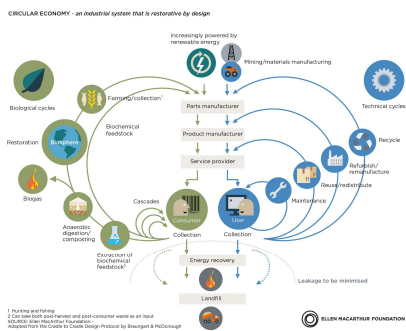 CIRCULAR ECONOMY - an industrial system that is restorative by design
Increasingly powered by
renewable energy
Mining/materials manufacturing
Biological cycles
Technical cycles
Farming/collection¹
Parts manufacturer
Biochemical
feedstock
Product manufacturer
Restoration
Biosphere
Recycle
Service provider
Refurbish/
remanufacture
Biogas
Reuse/redistribute
Cascades
Maintenance
Consumer
User
Anaerobic
digestion/
composting
Collection
Collection
Extraction of
biochemical
feedstock²
Energy recovery
Leakage to be minimised
Landfill
1 Hunting and fishing
2 Can take both post-harvest and post-consumer waste as an input
SOURCE: Ellen MacArthur Foundation -
Adapted from the Cradle to Cradle Design Protocol by Braungart & McDonough
ELLEN MACARTHUR FOUNDATION